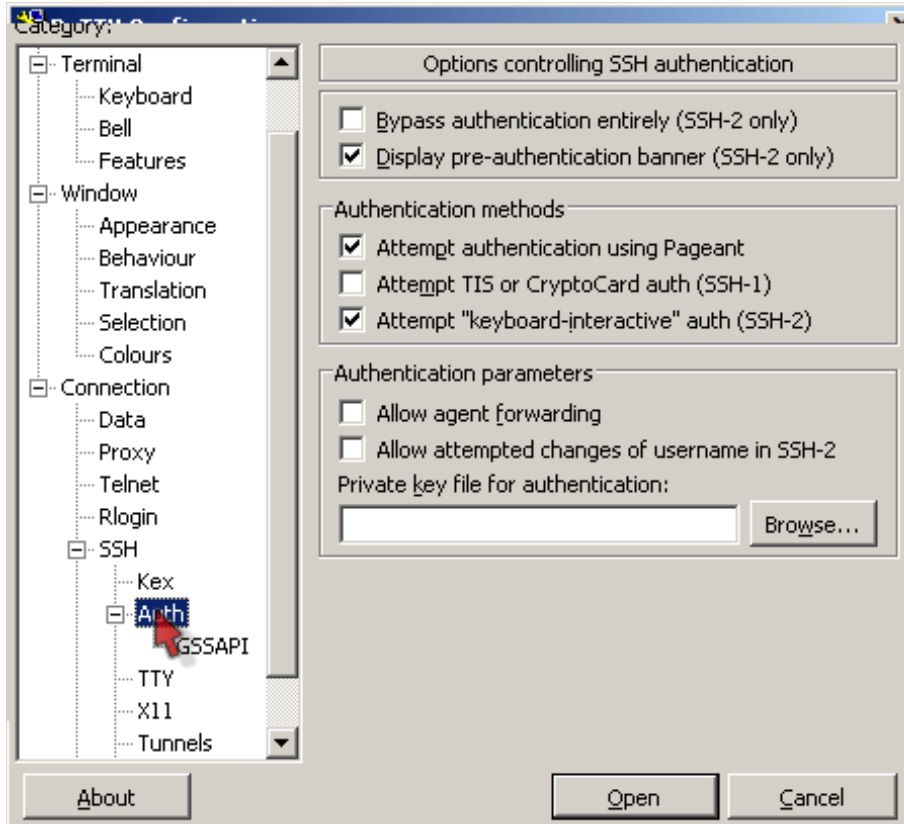 Category:
Terminal
Keyboard
Bell
Features
Window
Appearance
Behaviour
Translation
Selection
Colours
Connection
Data
Proxy
Telnet
Rlogin
SSH
Kex
Auth
GSSAPI
TTY
X11
Tunnels
Options controlling SSH authentication
Bypass authentication entirely (SSH-2 only)
Display pre-authentication banner (SSH-2 only)
Authentication methods
Attempt authentication using Pageant
Attempt TIS or CryptoCard auth (SSH-1)
Attempt "keyboard-interactive" auth (SSH-2)
Authentication parameters
Allow agent forwarding
Allow attempted changes of username in SSH-2
Private key file for authentication:
Browse...
About
Open
Cancel